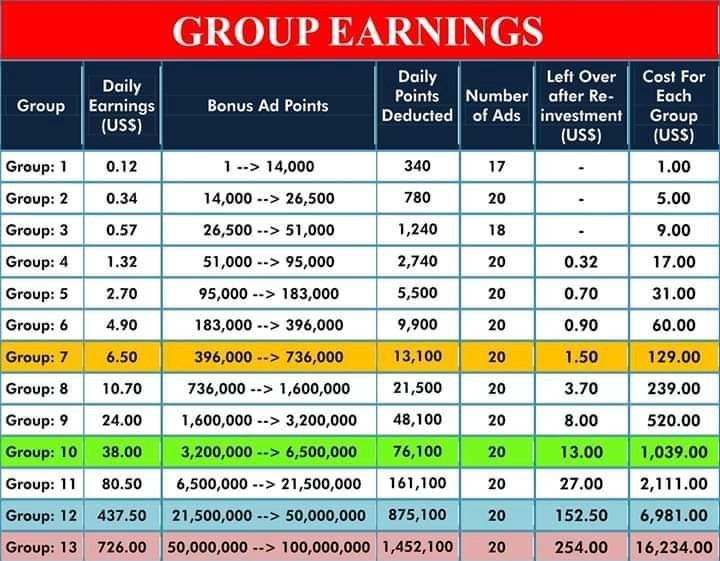 GROUP EARNINGS
Group | Daily Earnings (US$) | Bonus Ad Points | Daily Points Deducted | Number of Ads | Left Over after Re-investment (US$) | Cost For Each Group (US$)
Group: 1 0.12 1 --> 14,000 340 17 - 1.00
Group: 2 0.34 14,000 --> 26,500 780 20 - 5.00
Group: 3 0.57 26,500 --> 51,000 1,240 18 - 9.00
Group: 4 1.32 51,000 --> 95,000 2,740 20 0.32 17.00
Group: 5 2.70 95,000 --> 183,000 5,500 20 0.70 31.00
Group: 6 4.90 183,000 --> 396,000 9,900 20 0.90 60.00
Group: 7 6.50 396,000 --> 736,000 13,100 20 1.50 129.00
Group: 8 10.70 736,000 --> 1,600,000 21,500 20 3.70 239.00
Group: 9 24.00 1,600,000 --> 3,200,000 48,100 20 8.00 520.00
Group: 10 38.00 3,200,000 --> 6,500,000 76,100 20 13.00 1,039.00
Group: 11 80.50 6,500,000 --> 21,500,000 161,100 20 27.00 2,111.00
Group: 12 437.50 21,500,000 --> 50,000,000 875,100 20 152.50 6,981.00
Group: 13 726.00 50,000,000 --> 100,000,000 1,452,100 20 254.00 16,234.00